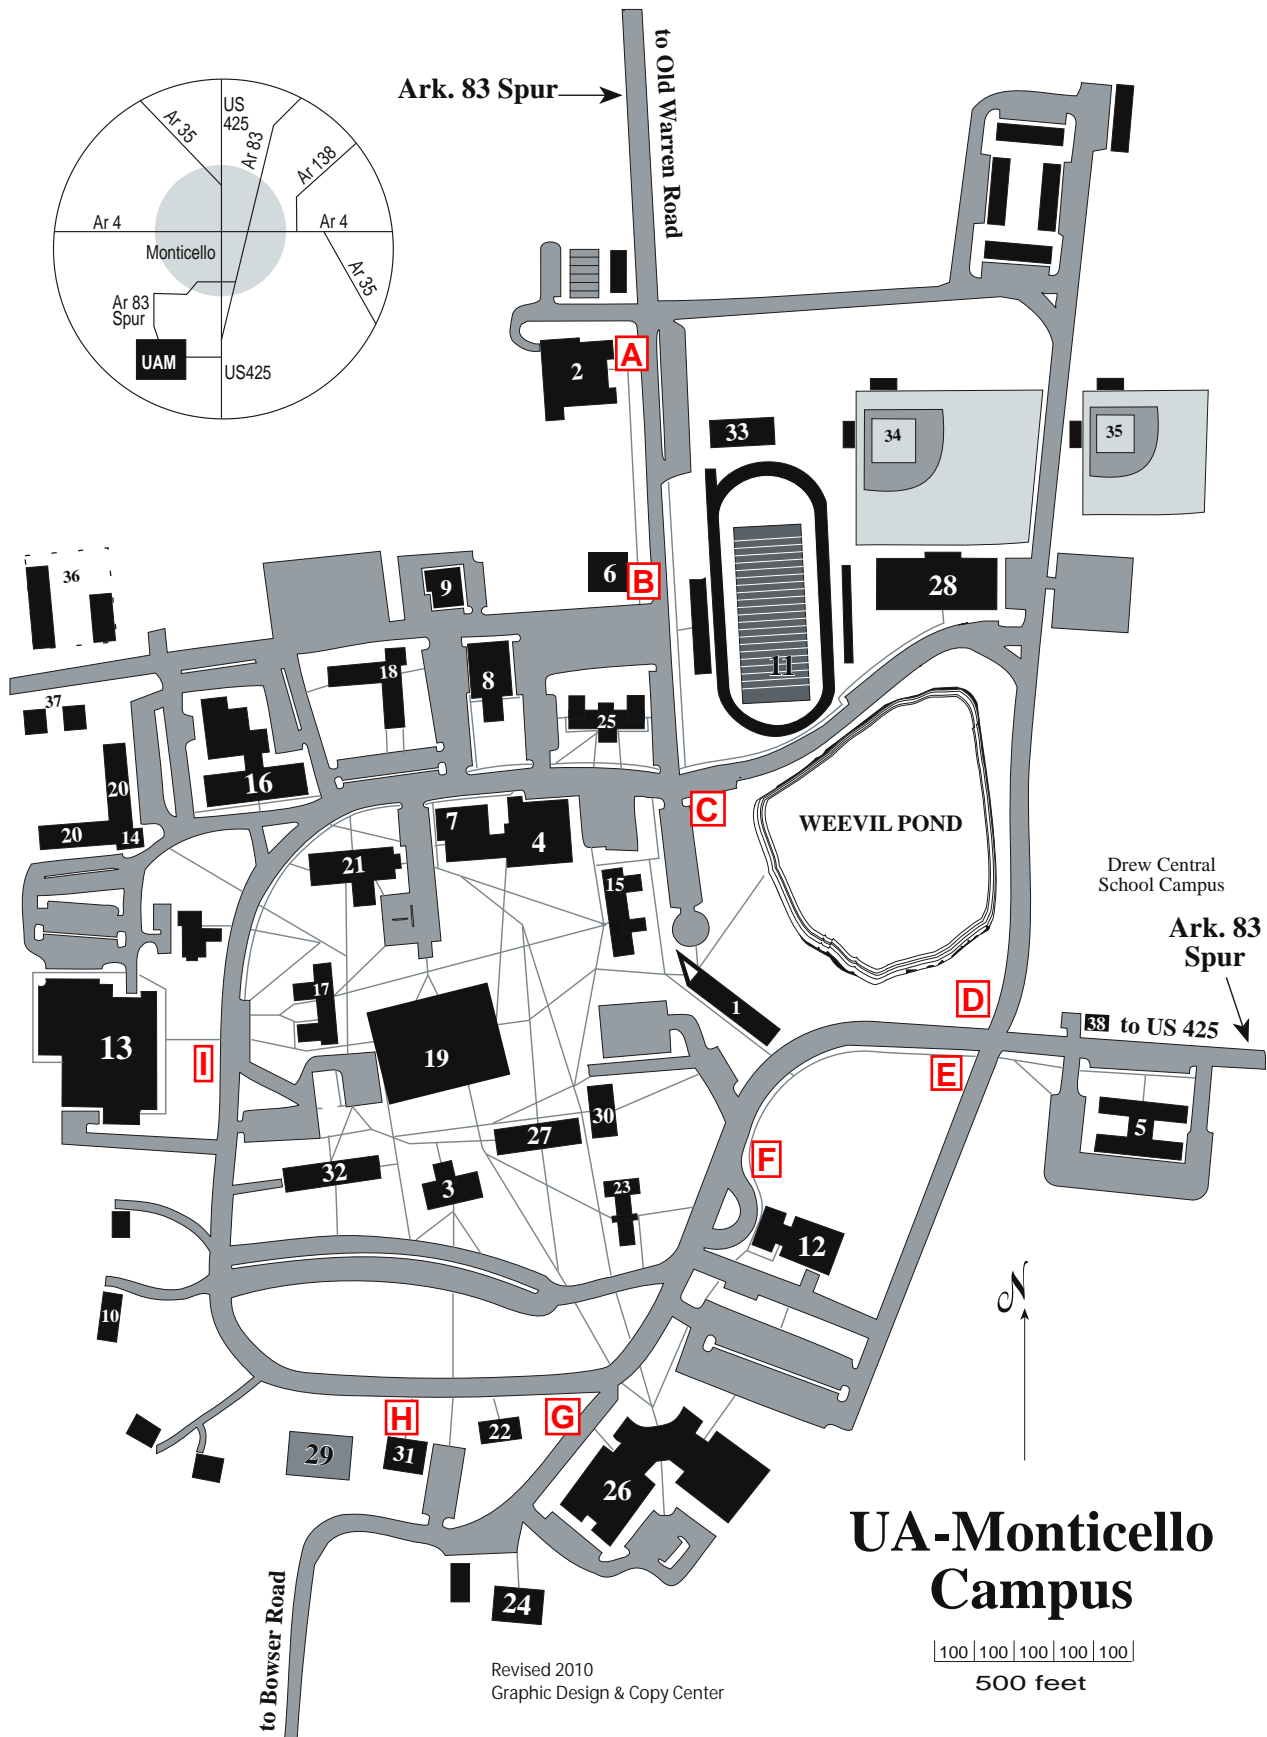 to Old Warren Road
Ark. 83 Spur
US
425
Ar 35
Ar 83
Ar 138
Ar 4
Ar 4
Monticello
Ar 35
Ar 83
Spur
UAM
US425
A
2
33
34
35
36
6
B
9
28
11
18
8
37
25
16
20
C
7
WEEVIL POND
20
14
4
21
15
Drew Central
School Campus
Ark. 83
Spur
17
D
1
38
to US 425
13
19
I
E
30
27
5
F
32
3
23
12
N
10
H
G
22
29
31
26
UA-Monticello
Campus
24
to Bowser Road
100 100 100 100 100
500 feet
Revised 2010
Graphic Design & Copy Center